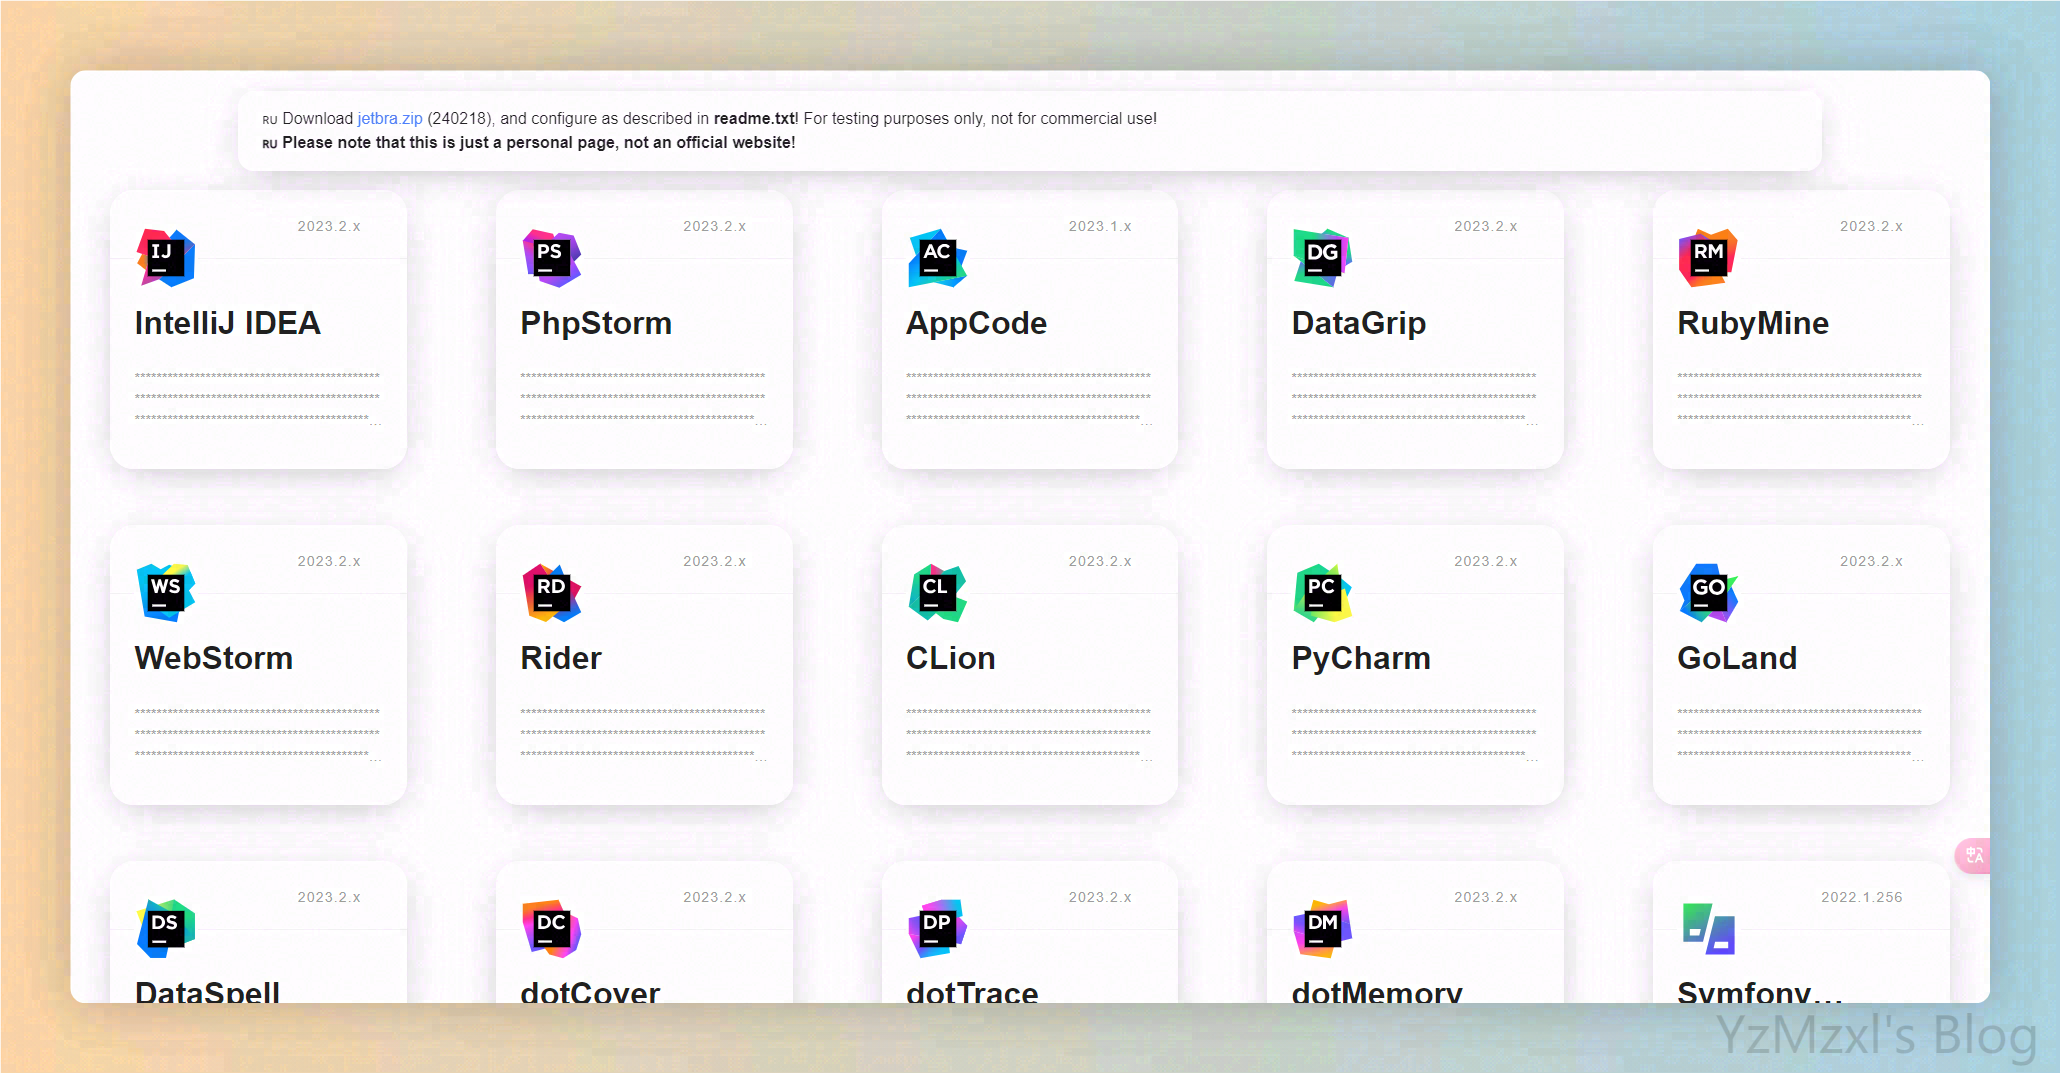 RU Download jetbra.zip (240218), and configure as described in readme.txt! For testing purposes only, not for commercial use!
RU Please note that this is just a personal page, not an official website!
IJ
2023.2.x
IntelliJ IDEA
*********************************************
*********************************************
*******************************************...
PS
2023.2.x
PhpStorm
*********************************************
*********************************************
*******************************************...
AC
2023.1.x
AppCode
*********************************************
*********************************************
*******************************************...
DG
2023.2.x
DataGrip
*********************************************
*********************************************
*******************************************...
RM
2023.2.x
RubyMine
*********************************************
*********************************************
*******************************************...
WS
2023.2.x
WebStorm
*********************************************
*********************************************
*******************************************...
RD
2023.2.x
Rider
*********************************************
*********************************************
*******************************************...
CL
2023.2.x
CLion
*********************************************
*********************************************
*******************************************...
PC
2023.2.x
PyCharm
*********************************************
*********************************************
*******************************************...
GO
2023.2.x
GoLand
*********************************************
*********************************************
*******************************************...
DS
2023.2.x
DataSpell
DC
2023.2.x
dotCover
DP
2023.2.x
dotTrace
DM
2023.2.x
dotMemory
2022.1.256
Symfony...
中A
YzMzxl's Blog